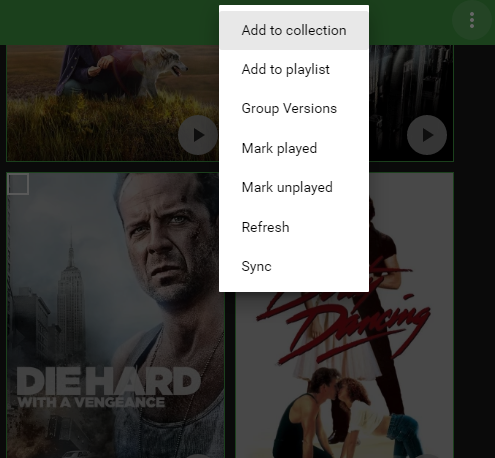 Add to collection
Add to playlist
Group Versions
Mark played
Mark unplayed
Refresh
Sync
DIE HARD
WITH A VENGEANCE
Dirty
Dancing